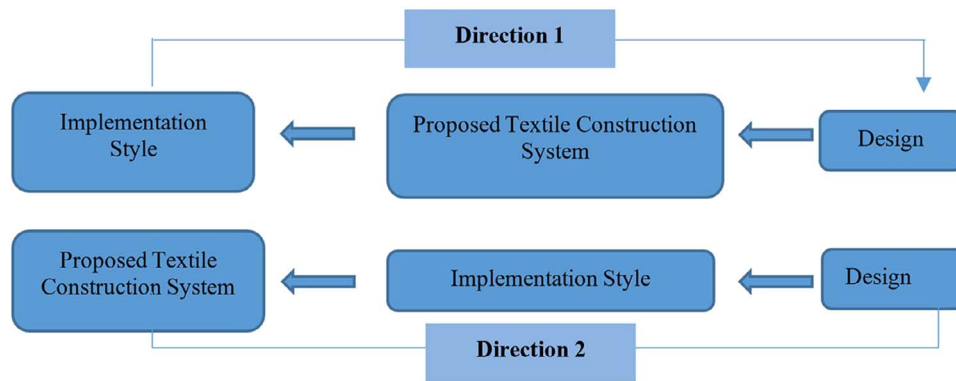 Direction 1
Implementation
Style
Proposed Textile Construction
System
Design
Proposed Textile
Construction System
Implementation Style
Design
Direction 2